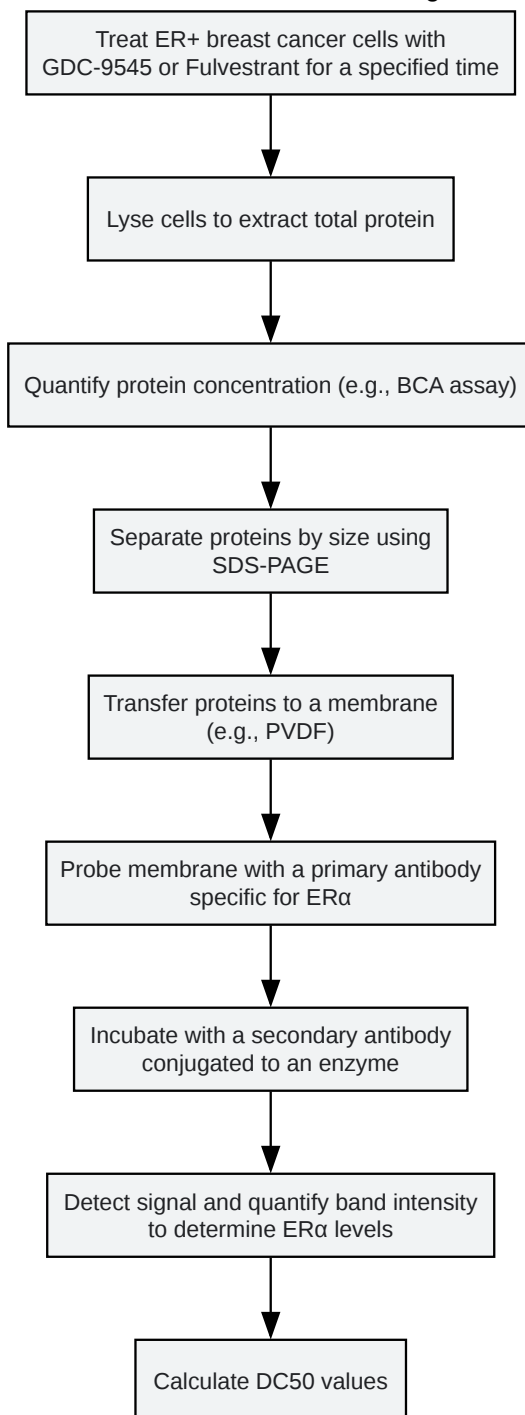 Treat ER+ breast cancer cells with
GDC-9545 or Fulvestrant for a specified time
Lyse cells to extract total protein
Quantify protein concentration (e.g., BCA assay)
Separate proteins by size using
SDS-PAGE
Transfer proteins to a membrane
(e.g., PVDF)
Probe membrane with a primary antibody
specific for ERα
Incubate with a secondary antibody
conjugated to an enzyme
Detect signal and quantify band intensity
to determine ERα levels
Calculate DC50 values